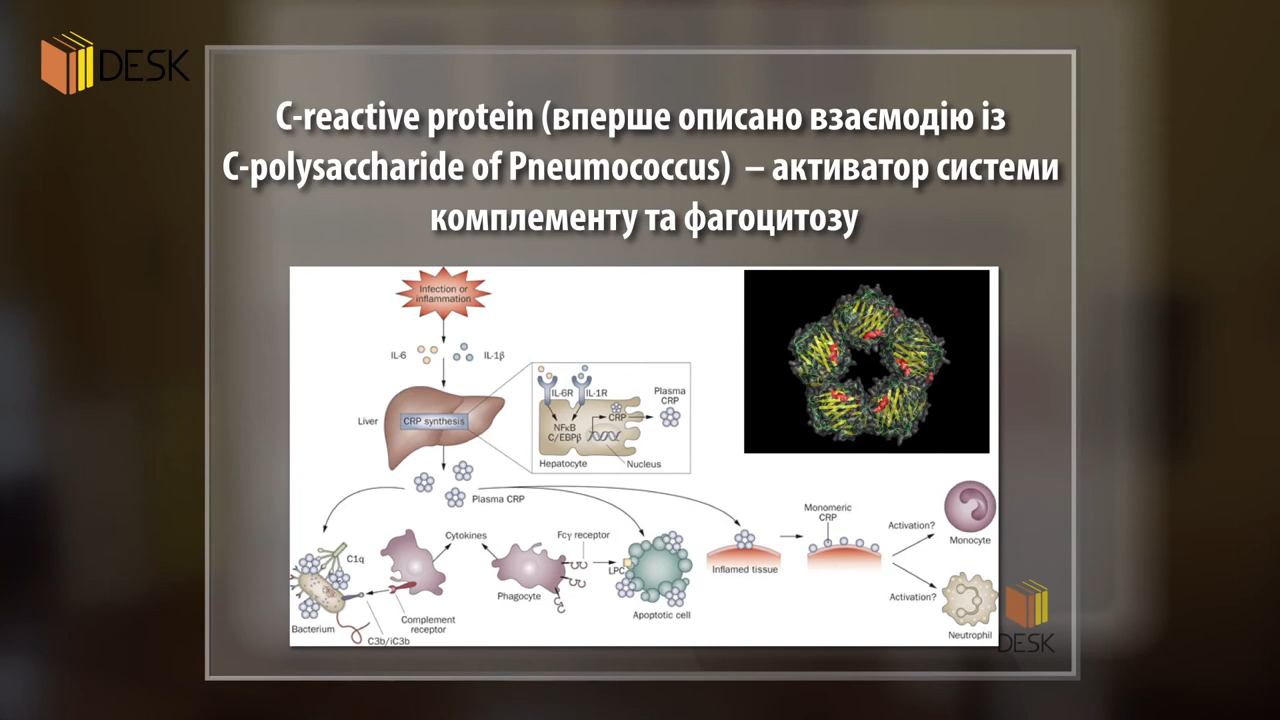 DESK
C-reactive protein (вперше описано взаємодію із
C-polysaccharide of Pneumococcus) – активатор системи
комплементу та фагоцитозу
Infection or
inflammation
IL-6
IL-1β
Liver
CRP synthesis
IL-6R
IL-1R
NFκB
C/EBPβ
CRP
Plasma
CRP
Hepatocyte
Nucleus
Plasma CRP
C1q
Bacterium
C3b/iC3b
Complement
receptor
Cytokines
Phagocyte
Fcγ receptor
LPC
Apoptotic cell
Inflamed tissue
Monomeric
CRP
Activation?
Monocyte
Activation?
Neutrophil
DESK